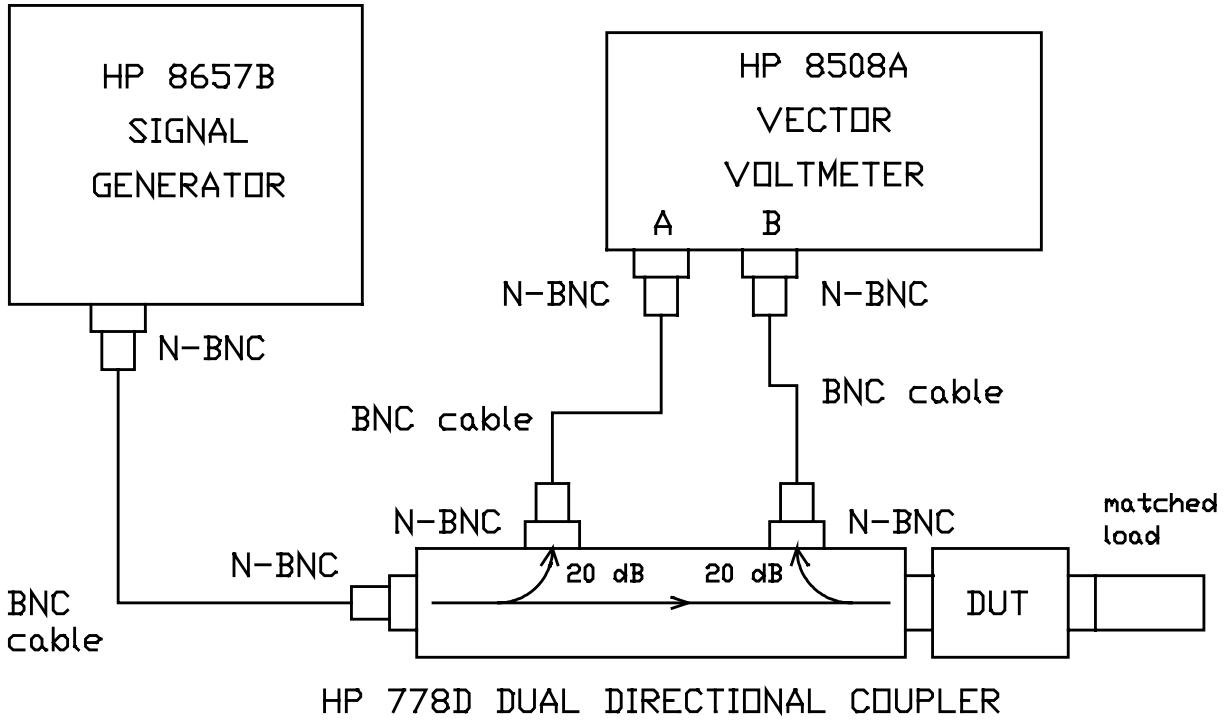 HP 8657B
SIGNAL
GENERATOR
HP 8508A
VECTOR
VOLTMETER
A
B
N-BNC
N-BNC
N-BNC
BNC cable
BNC cable
N-BNC
N-BNC
matched
load
N-BNC
20 dB
20 dB
BNC
cable
DUT
HP 778D DUAL DIRECTIONAL COUPLER